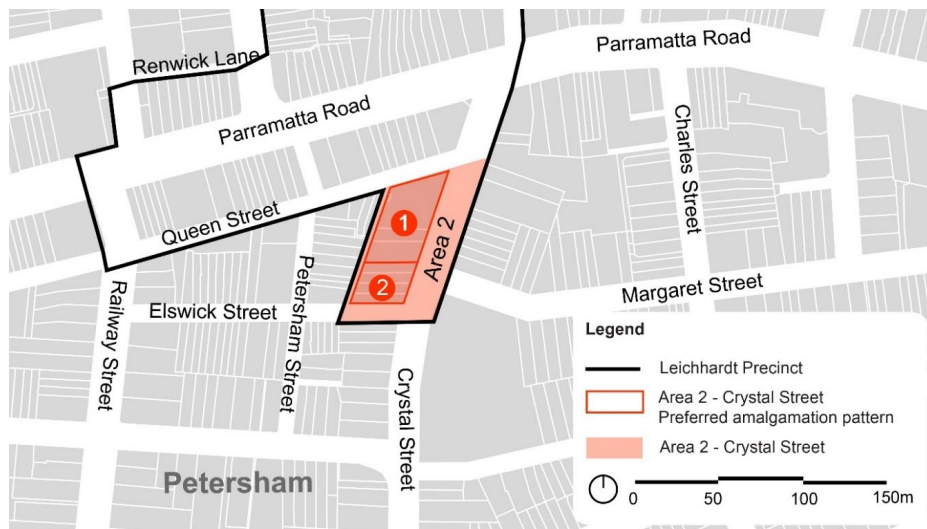 Renwick Lane
Parramatta Road
Parramatta Road
Charles Street
Queen Street
1
Area 2
2
Petersham Street
Railway Street
Elswick Street
Margaret Street
Crystal Street
Petersham
Legend
Leichhardt Precinct
Area 2 - Crystal Street
Preferred amalgamation pattern
Area 2 - Crystal Street
0 50 100 150m